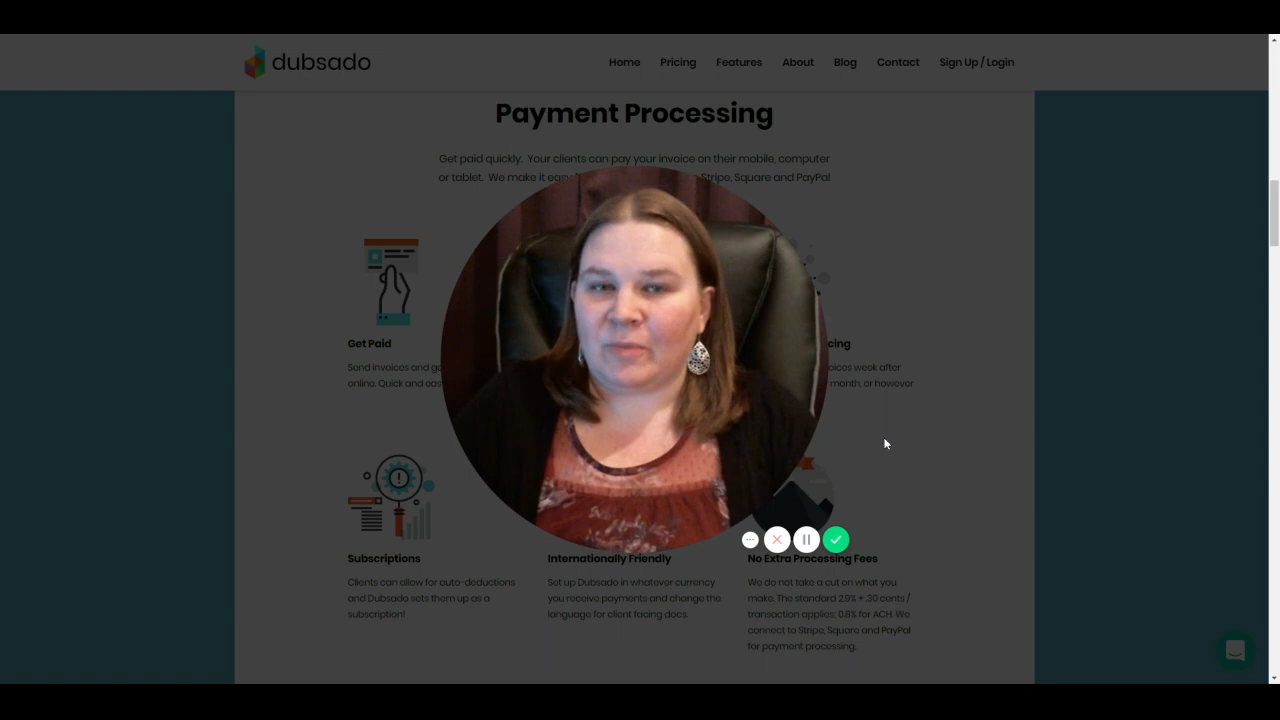 dubsado
Home Pricing Features About Blog Contact Sign Up / Login
Payment Processing
Get paid quickly. Your clients can pay your invoice on their mobile, computer
or tablet. We make it easy Stripe, Square and PayPal
Get Paid
Send invoices and ge
online. Quick and eas
cing
oices week after
month, or however
Subscriptions
Clients can allow for auto-deductions
and Dubsado sets them up as a
subscription!
Internationally Friendly
Set up Dubsado in whatever currency
you receive payments and change the
language for client facing docs.
No Extra Processing Fees
We do not take a cut on what you
make. The standard 2.9% + .30 cents /
transaction applies; 0.8% for ACH. We
connect to Stripe, Square and PayPal
for payment processing.